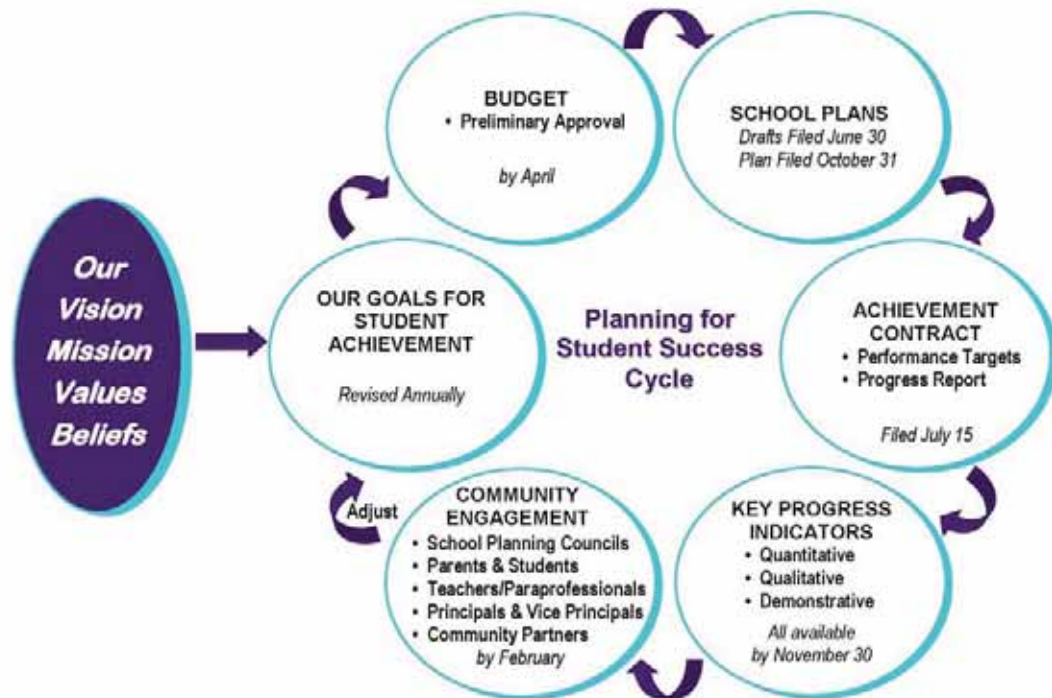 Our
Vision
Mission
Values
Beliefs
OUR GOALS FOR
STUDENT
ACHIEVEMENT
Revised Annually
BUDGET
• Preliminary Approval
by April
SCHOOL PLANS
Drafts Filed June 30
Plan Filed October 31
ACHIEVEMENT
CONTRACT
• Performance Targets
• Progress Report
Filed July 15
KEY PROGRESS
INDICATORS
• Quantitative
• Qualitative
• Demonstrative
All available
by November 30
COMMUNITY
ENGAGEMENT
• School Planning Councils
• Parents & Students
• Teachers/Paraprofessionals
• Principals & Vice Principals
• Community Partners
by February
Adjust
Planning for
Student Success
Cycle